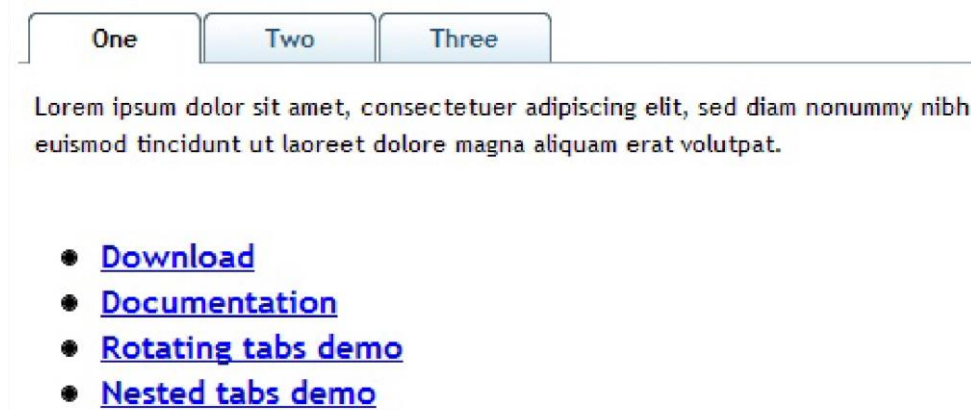 One Two Three
Lorem ipsum dolor sit amet, consectetuer adipiscing elit, sed diam nonummy nibh
euismod tincidunt ut laoreet dolore magna aliquam erat volutpat.
Download
Documentation
Rotating tabs demo
Nested tabs demo